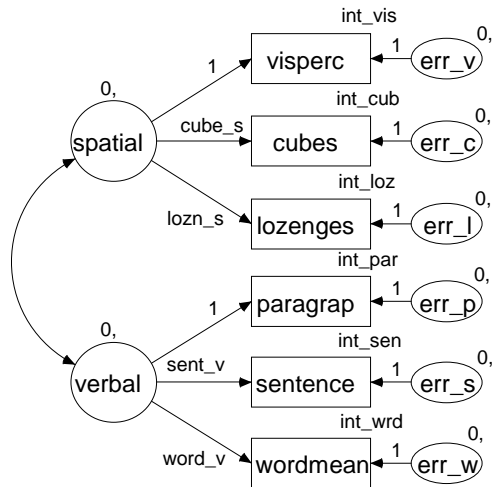 int_vis
0,
1
visperc
1
err_v
0,
int_cub
0,
spatial
cube_s
cubes
1
err_c
int_loz
0,
lozn_s
lozenges
1
err_l
int_par
0,
1
paragrap
1
err_p
0,
int_sen
0,
verbal
sent_v
sentence
1
err_s
int_wrd
0,
word_v
wordmean
1
err_w